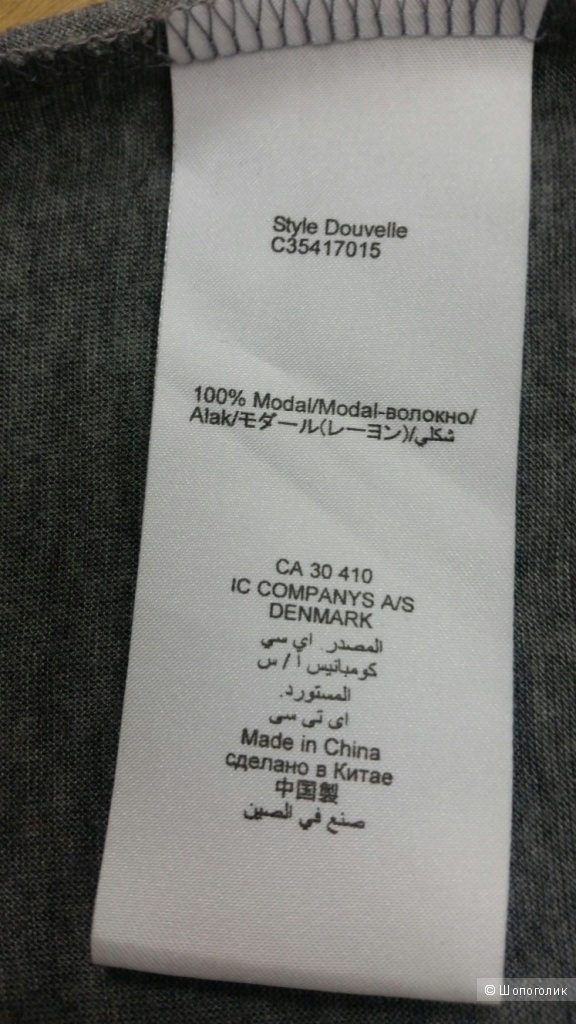 Style Douvelle
C35417015
100% Modal/Modal-волокно/
Alak/モダール(レーヨン)/شكلي
CA 30 410
IC COMPANYS A/S
DENMARK
المصدر. اي سي
كومبانيس ا / س
المستورد.
اى تى سى
Made in China
сделано в Китае
中国製
صنع في الصين
© Шопоголик